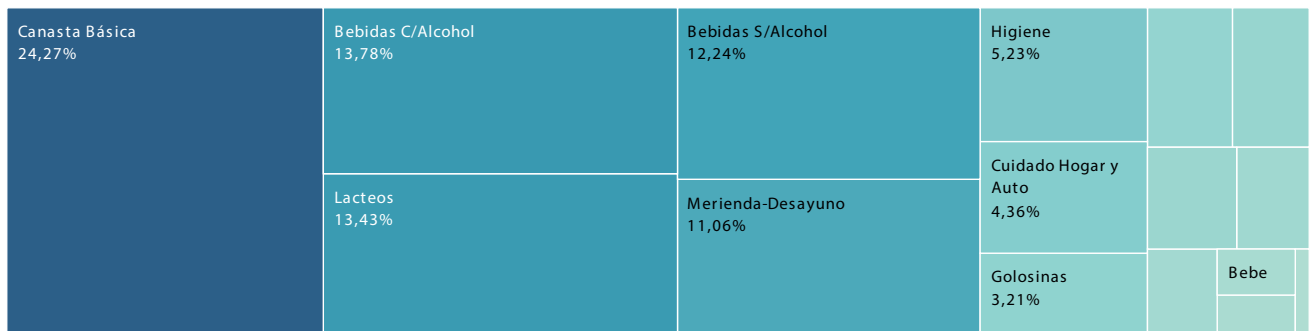 Canasta Básica
24,27%
Bebidas C/Alcohol
13,78%
Lacteos
13,43%
Bebidas S/Alcohol
12,24%
Merienda-Desayuno
11,06%
Higiene
5,23%
Cuidado Hogar y
Auto
4,36%
Golosinas
3,21%
Bebe